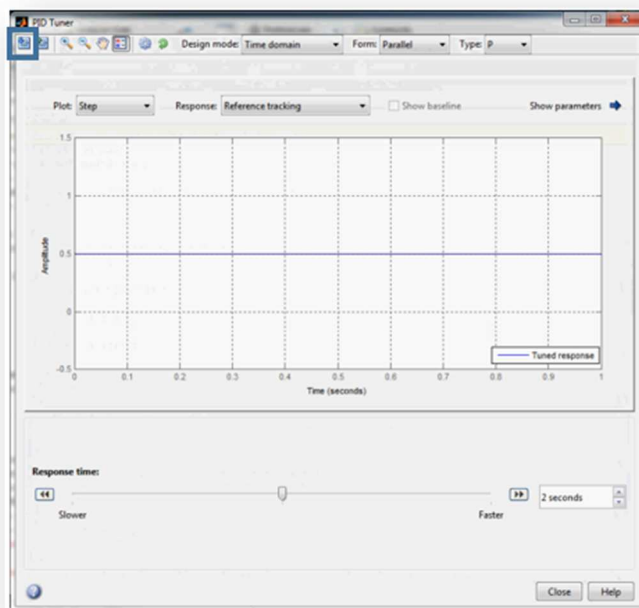 PID Tuner
Design mode: Time domain Form: Parallel Type: P
Plot: Step Response: Reference tracking Show baseline Show parameters
1.5
1
0.5
0
-0.5
Amplitude
0 0.1 0.2 0.3 0.4 0.5 0.6 0.7 0.8 0.9 1
Time (seconds)
Tuned response
Response time:
2 seconds
Slower Faster
Close Help